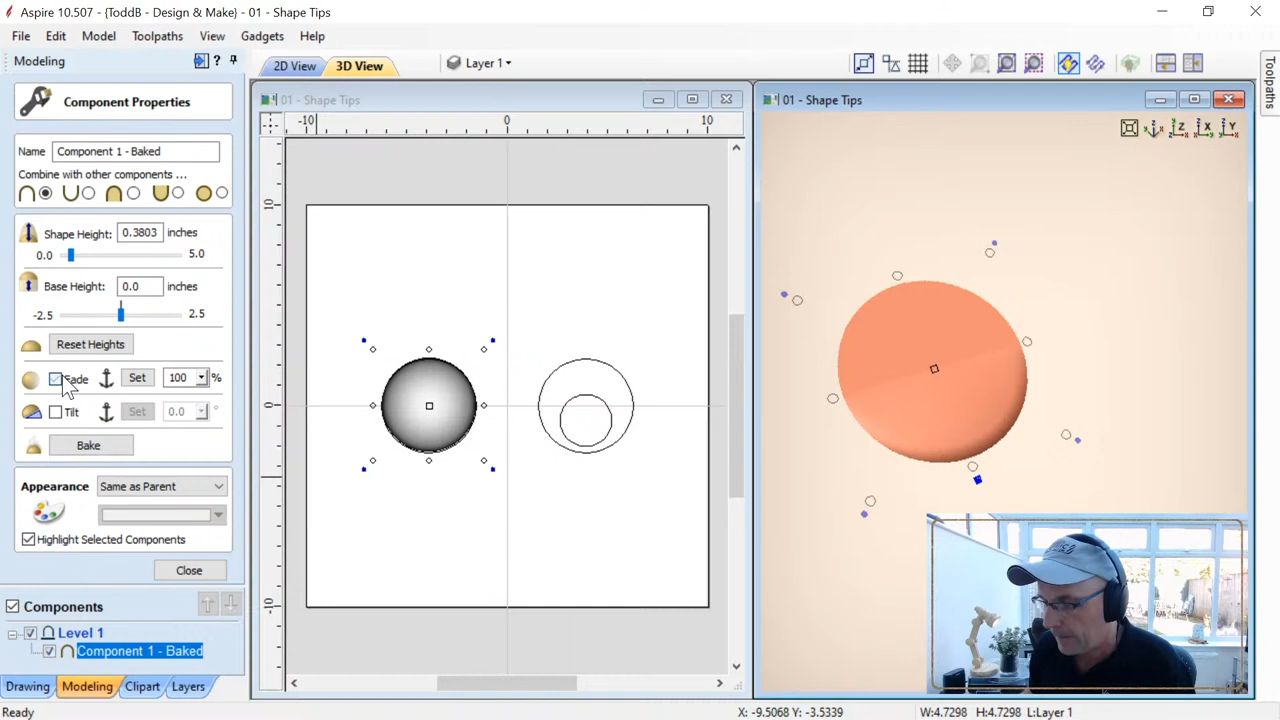 Aspire 10.507 - {ToddB - Design & Make} - 01 - Shape Tips
File Edit Model Toolpaths View Gadgets Help
Modeling
2D View 3D View Layer 1
Toolpaths
Component Properties
01 - Shape Tips
01 - Shape Tips
-10 0 10
Z X Y
Name Component 1 - Baked
Combine with other components ...
10
Shape Height: 0.3803 inches
0.0 5.0
Base Height: 0.0 inches
-2.5 2.5
Reset Heights
Fade Set 100 %
0
Tilt Set 0.0 °
Bake
Appearance Same as Parent
Highlight Selected Components
Close
-10
Components
Level 1
Component 1 - Baked
Drawing Modeling Clipart Layers
Ready X: -9.5068 Y: -3.5339 W:4.7298 H:4.7298 L:Layer 1